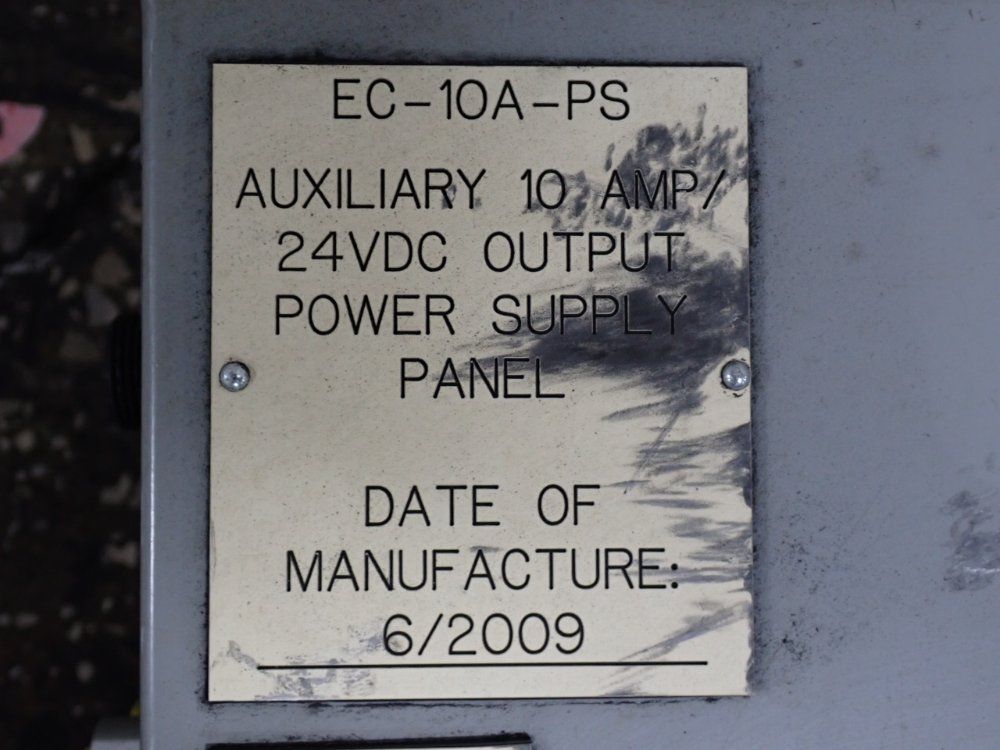 EC-10A-PS
AUXILIARY 10 AMP/
24VDC OUTPUT
POWER SUPPLY
PANEL
DATE OF
MANUFACTURE:
6/2009